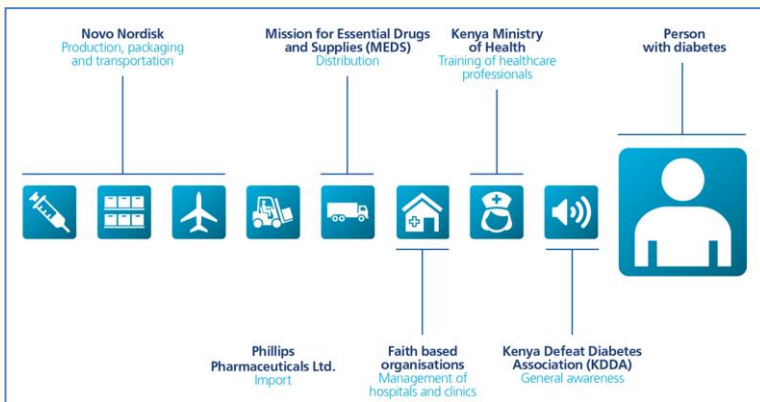 Novo Nordisk
Production, packaging
and transportation
Mission for Essential Drugs
and Supplies (MEDS)
Distribution
Kenya Ministry
of Health
Training of healthcare
professionals
Person
with diabetes
Phillips
Pharmaceuticals Ltd.
Import
Faith based
organisations
Management of
hospitals and clinics
Kenya Defeat Diabetes
Association (KDDA)
General awareness